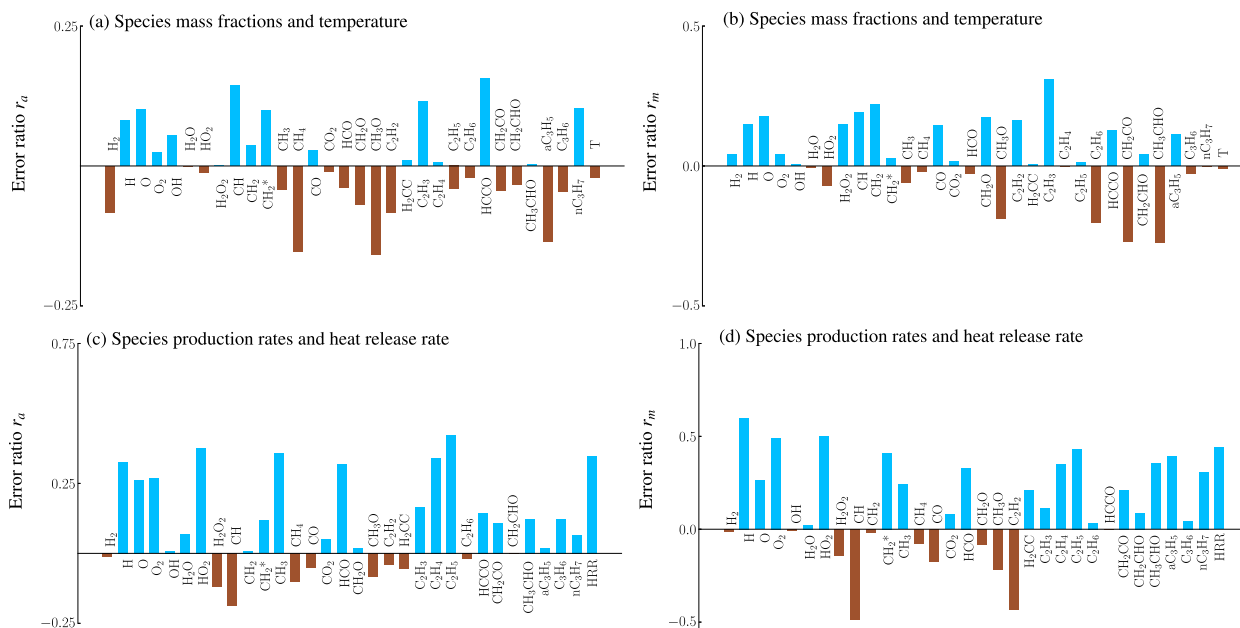 (a) Species mass fractions and temperature
0.25
−0.25
Error ratio rₐ
H₂
H
O
O₂
OH
H₂O
HO₂
H₂O₂
CH
CH₂
CH₂*
CH₃
CH₄
CO
CO₂
HCO
CH₂O
CH₃O
C₂H₂
H₂CC
C₂H₃
C₂H₄
C₂H₅
C₂H₆
HCCO
CH₂CO
CH₂CHO
CH₃CHO
aC₃H₅
C₃H₆
nC₃H₇
T
(b) Species mass fractions and temperature
0.5
0.0
−0.5
Error ratio rₘ
H₂
H
O
O₂
OH
H₂O
HO₂
H₂O₂
CH
CH₂
CH₂*
CH₃
CH₄
CO
CO₂
HCO
CH₂O
CH₃O
C₂H₂
H₂CC
C₂H₃
C₂H₄
C₂H₅
C₂H₆
HCCO
CH₂CO
CH₂CHO
CH₃CHO
aC₃H₅
C₃H₆
nC₃H₇
T
(c) Species production rates and heat release rate
0.75
0.25
−0.25
Error ratio rₐ
H₂
H
O
O₂
OH
H₂O
HO₂
H₂O₂
CH
CH₂
CH₂*
CH₃
CH₄
CO
CO₂
HCO
CH₂O
CH₃O
C₂H₂
H₂CC
C₂H₃
C₂H₄
C₂H₅
C₂H₆
HCCO
CH₂CO
CH₂CHO
CH₃CHO
aC₃H₅
C₃H₆
nC₃H₇
HRR
(d) Species production rates and heat release rate
1.0
0.5
0.0
−0.5
Error ratio rₘ
H₂
H
O
O₂
OH
H₂O
HO₂
H₂O₂
CH
CH₂
CH₂*
CH₃
CH₄
CO
CO₂
HCO
CH₂O
CH₃O
C₂H₂
H₂CC
C₂H₃
C₂H₄
C₂H₅
C₂H₆
HCCO
CH₂CO
CH₂CHO
CH₃CHO
aC₃H₅
C₃H₆
nC₃H₇
HRR